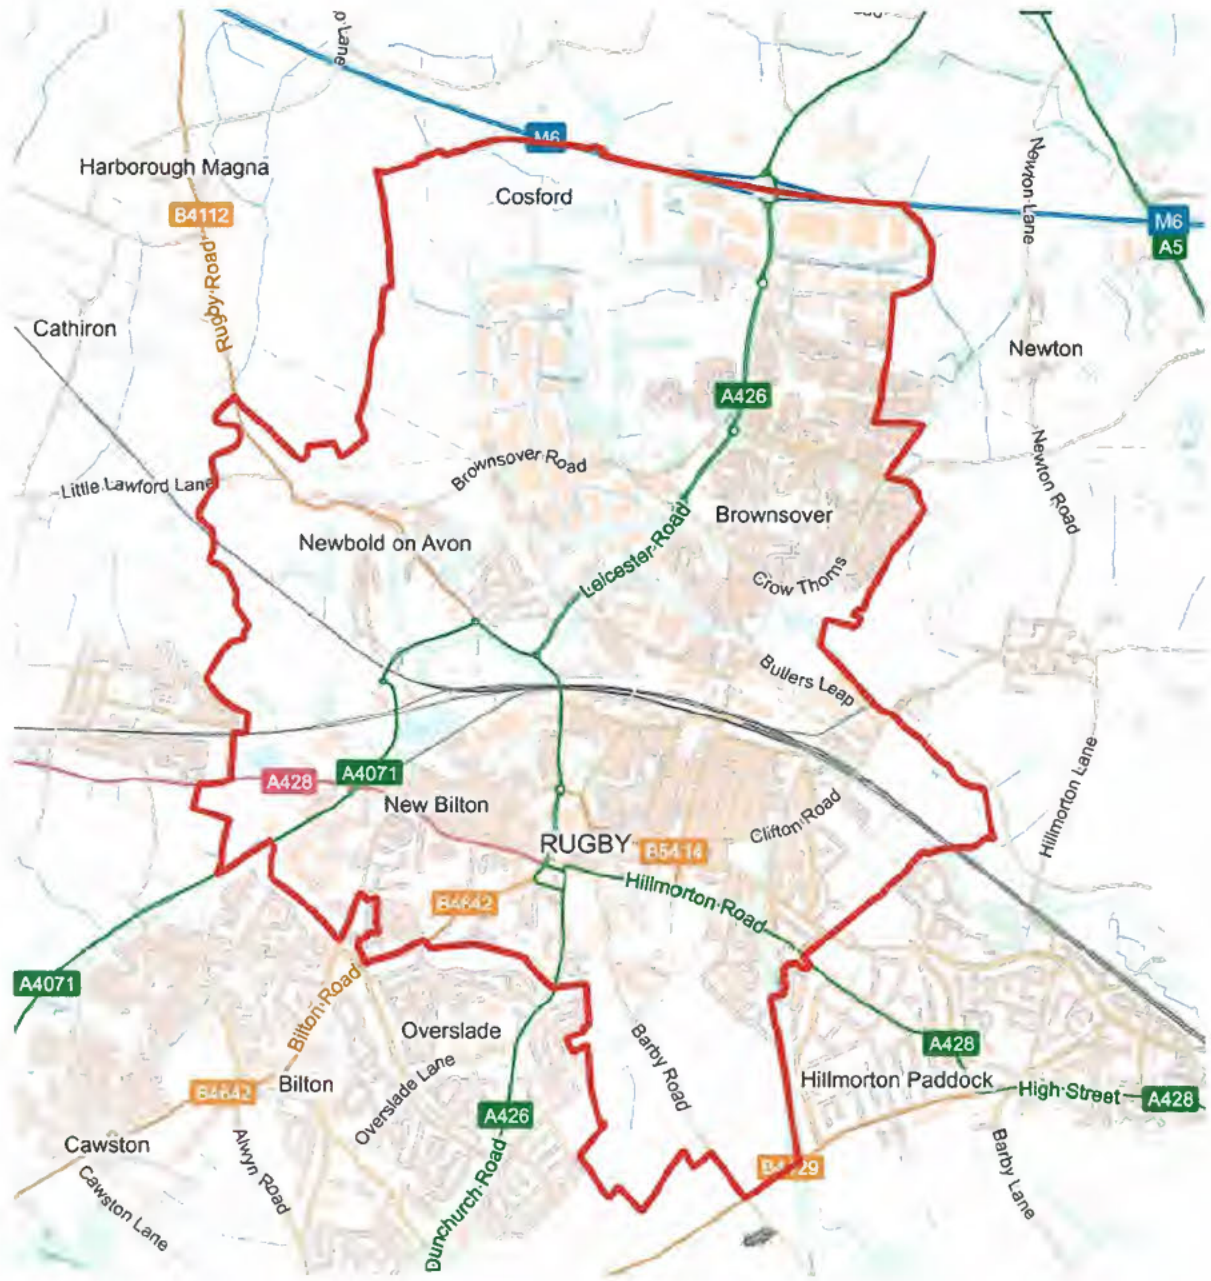 M6
Harborough Magna
Cosford
B4112
Newton Lane
M6
A5
Rugby Road
Cathiron
Newton
A426
Brownsover Road
Little Lawford Lane
Newton Road
Brownsover
Newbold on Avon
Leicester Road
Crow Thorns
Bullers Leap
A428
A4071
New Bilton
Hillmorton Lane
Clifton Road
RUGBY
B5414
B4642
Hillmorton Road
A4071
Bilton Road
Overslade
Barby Road
A428
Hillmorton Paddock
High Street
A428
B4642
Bilton
Overslade Lane
A426
Cawston
Alwyn Road
Dunchurch Road
Barby Lane
Cawston Lane